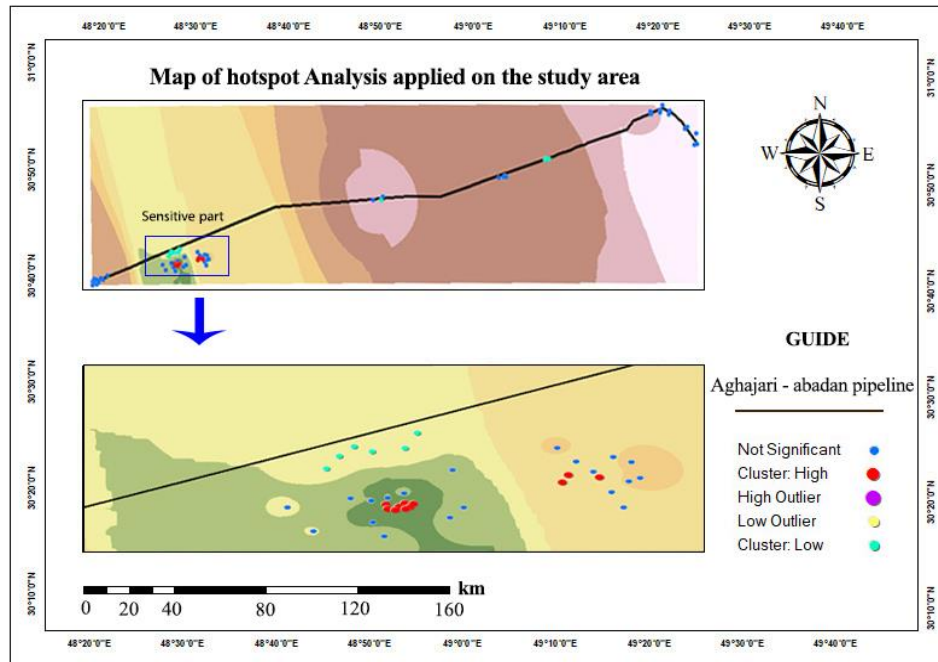 48°20'0"E 48°30'0"E 48°40'0"E 48°50'0"E 49°0'0"E 49°10'0"E 49°20'0"E 49°30'0"E 49°40'0"E
31°0'0"N
31°0'0"N
Map of hotspot Analysis applied on the study area
N
W E
S
30°50'0"N
30°50'0"N
Sensitive part
30°40'0"N
30°40'0"N
GUIDE
30°30'0"N
30°30'0"N
Aghajari - abadan pipeline
Not Significant
Cluster: High
High Outlier
Low Outlier
Cluster: Low
30°20'0"N
30°20'0"N
km
0 20 40 80 120 160
30°10'0"N
30°10'0"N
48°20'0"E 48°30'0"E 48°40'0"E 48°50'0"E 49°0'0"E 49°10'0"E 49°20'0"E 49°30'0"E 49°40'0"E